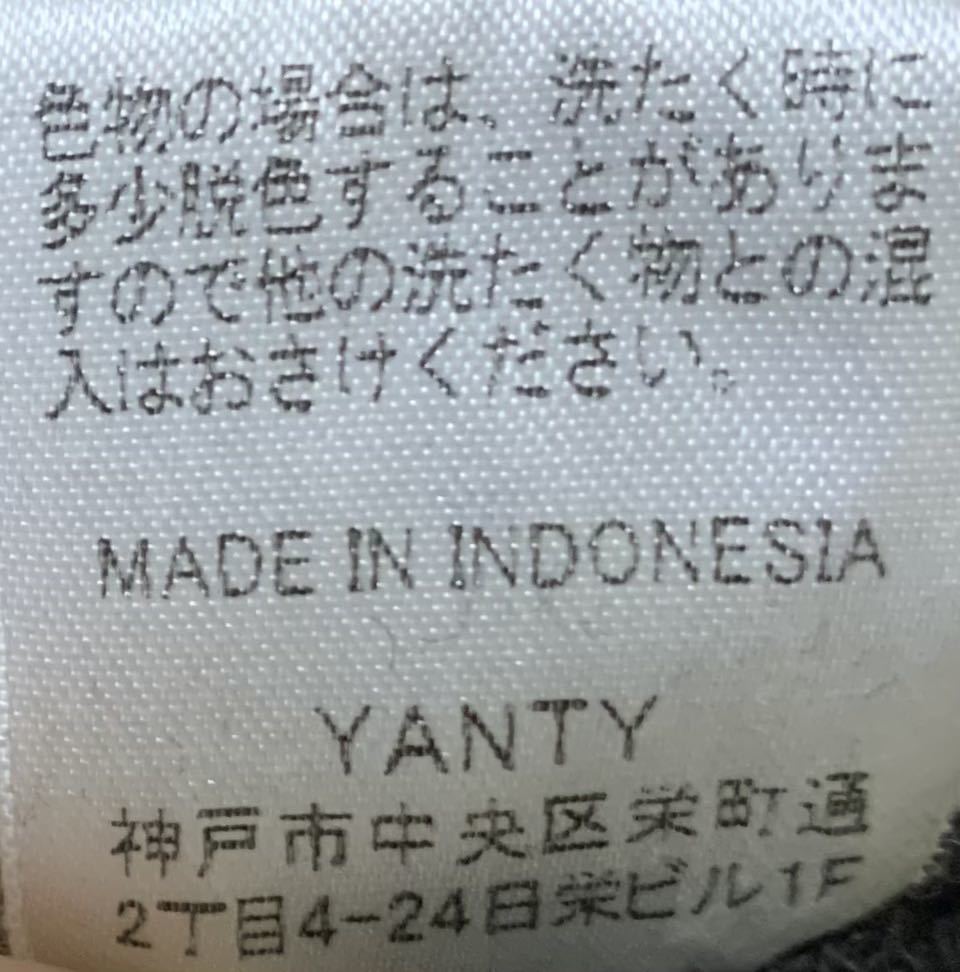 色物の場合は、洗たく時に
多少脱色することがありま
すので他の洗たく物との混
入はおさけください。
MADE IN INDONESIA
YANTY
神戸市中央区栄町通
2丁目4-24日栄ビル1F